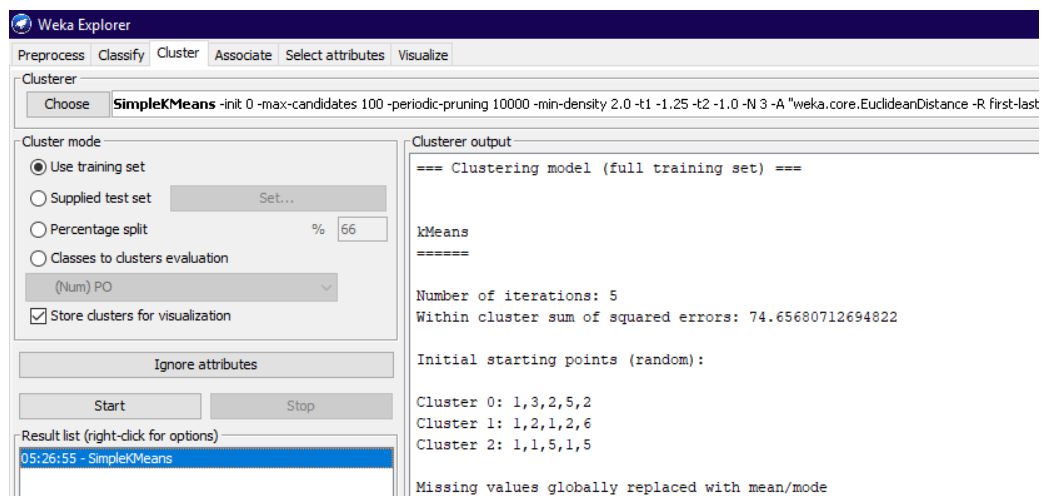 Weka Explorer
Preprocess Classify Cluster Associate Select attributes Visualize
Clusterer
Choose SimpleKMeans -init 0 -max-candidates 100 -periodic-pruning 10000 -min-density 2.0 -t1 -1.25 -t2 -1.0 -N 3 -A "weka.core.EuclideanDistance -R first-last
Cluster mode
Use training set
Supplied test set Set...
Percentage split % 66
Classes to clusters evaluation
(Num) PO
Store clusters for visualization
Ignore attributes
Start Stop
Result list (right-click for options)
05:26:55 - SimpleKMeans
Clusterer output
=== Clustering model (full training set) ===
kMeans
======
Number of iterations: 5
Within cluster sum of squared errors: 74.65680712694822
Initial starting points (random):
Cluster 0: 1,3,2,5,2
Cluster 1: 1,2,1,2,6
Cluster 2: 1,1,5,1,5
Missing values globally replaced with mean/mode